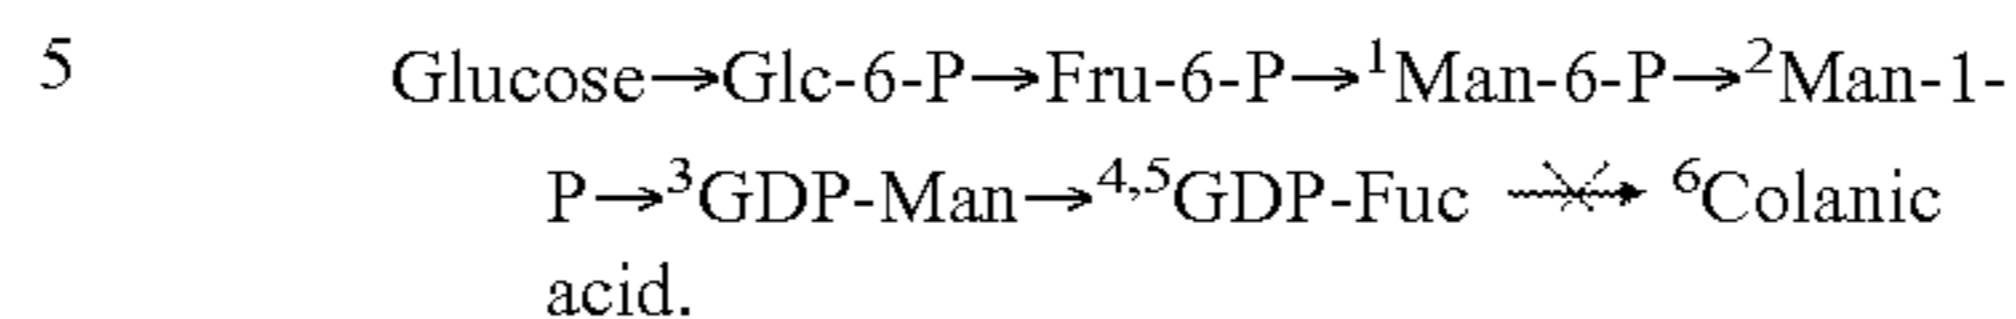 5 Glucose→Glc-6-P→Fru-6-P→¹Man-6-P→²Man-1-
P→³GDP-Man→⁴,⁵GDP-Fuc → ⁶Colanic
acid.